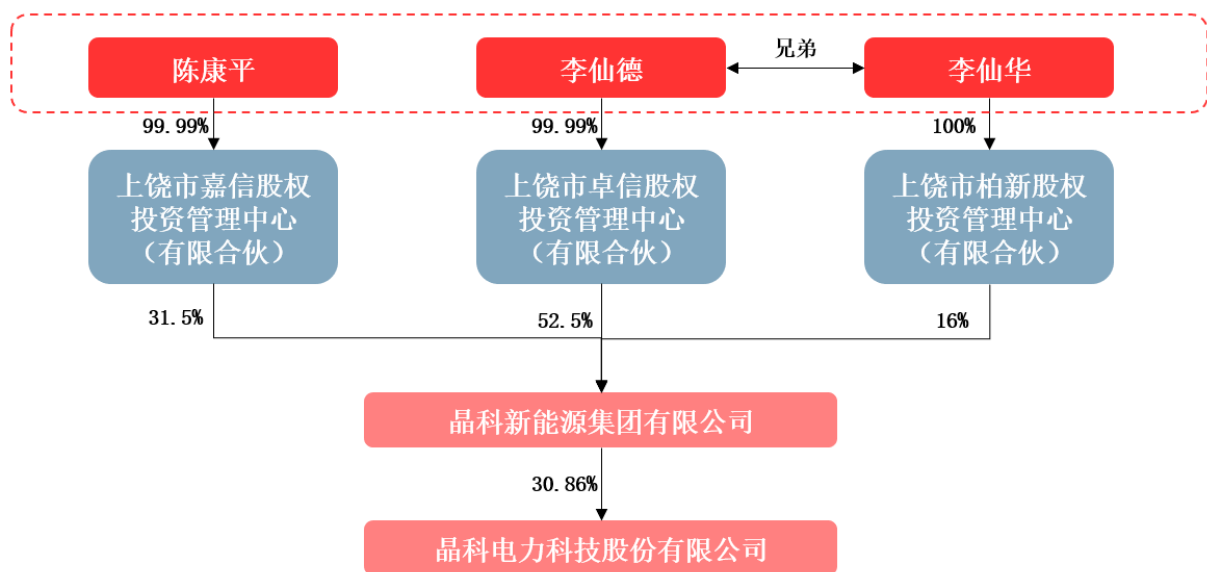 兄弟
陈康平
李仙德
李仙华
99.99%
99.99%
100%
上饶市嘉信股权
投资管理中心
（有限合伙）
上饶市卓信股权
投资管理中心
（有限合伙）
上饶市柏新股权
投资管理中心
（有限合伙）
31.5%
52.5%
16%
晶科新能源集团有限公司
30.86%
晶科电力科技股份有限公司